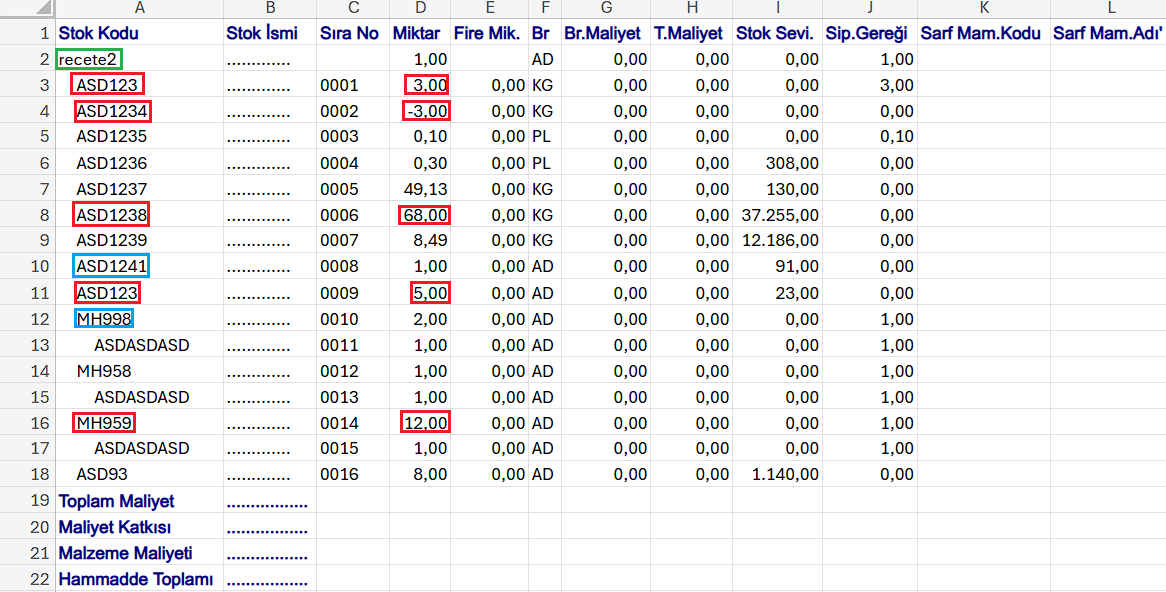 A B C D E F G H I J K L
1 Stok Kodu Stok İsmi Sıra No Miktar Fire Mik. Br Br.Maliyet T.Maliyet Stok Sevi. Sip.Gereği Sarf Mam.Kodu Sarf Mam.Adı'
2 recete2 ............. 1,00 AD 0,00 0,00 0,00 1,00
3 ASD123 ............. 0001 3,00 0,00 KG 0,00 0,00 0,00 3,00
4 ASD1234 ............. 0002 -3,00 0,00 KG 0,00 0,00 0,00 0,00
5 ASD1235 ............. 0003 0,10 0,00 PL 0,00 0,00 0,00 0,10
6 ASD1236 ............. 0004 0,30 0,00 PL 0,00 0,00 308,00 0,00
7 ASD1237 ............. 0005 49,13 0,00 KG 0,00 0,00 130,00 0,00
8 ASD1238 ............. 0006 68,00 0,00 KG 0,00 0,00 37.255,00 0,00
9 ASD1239 ............. 0007 8,49 0,00 KG 0,00 0,00 12.186,00 0,00
10 ASD1241 ............. 0008 1,00 0,00 AD 0,00 0,00 91,00 0,00
11 ASD123 ............. 0009 5,00 0,00 AD 0,00 0,00 23,00 0,00
12 MH998 ............. 0010 2,00 0,00 AD 0,00 0,00 0,00 1,00
13 ASDASDASD ............. 0011 1,00 0,00 AD 0,00 0,00 0,00 1,00
14 MH958 ............. 0012 1,00 0,00 AD 0,00 0,00 0,00 1,00
15 ASDASDASD ............. 0013 1,00 0,00 AD 0,00 0,00 0,00 1,00
16 MH959 ............. 0014 12,00 0,00 AD 0,00 0,00 0,00 1,00
17 ASDASDASD ............. 0015 1,00 0,00 AD 0,00 0,00 0,00 1,00
18 ASD93 ............. 0016 8,00 0,00 AD 0,00 0,00 1.140,00 0,00
19 Toplam Maliyet .................
20 Maliyet Katkısı .................
21 Malzeme Maliyeti .................
22 Hammadde Toplamı .................